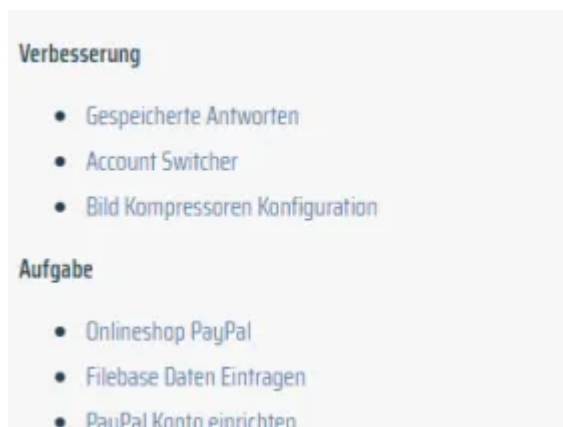 Verbesserung
Gespeicherte Antworten
Account Switcher
Bild Kompressoren Konfiguration
Aufgabe
Onlineshop PayPal
Filebase Daten Eintragen
PayPal Konto einrichten